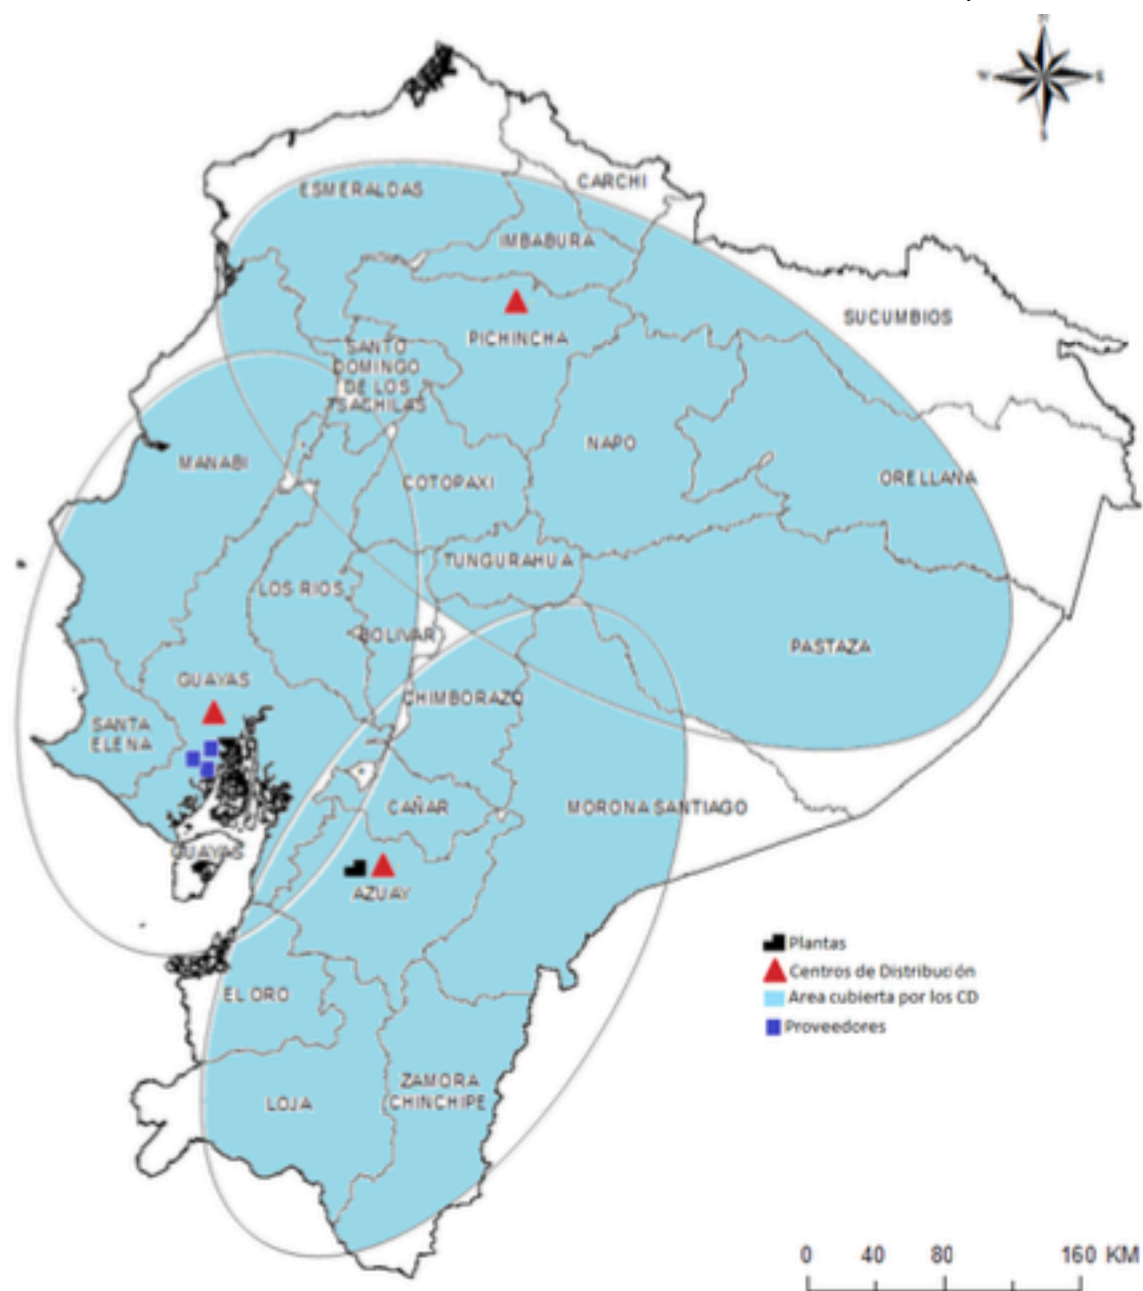 N
W E
S
CARCHI
ESMERALDAS
IMBABURA
SUCUMBIOS
PICHINCHA
SANTO
DOMINGO
DE LOS
TSACHILAS
NAPO
MANABI
COTOPAXI
ORELLANA
TUNGURAHUA
LOS RIOS
BOLIVAR
PASTAZA
GUAYAS
CHIMBORAZO
SANTA
ELENA
CAÑAR
MORONA SANTIAGO
GUAYAS
AZUAY
Plantas
Centros de Distribución
Area cubierta por los CD
Proveedores
EL ORO
ZAMORA
CHINCHIPE
LOJA
0 40 80 160 KM